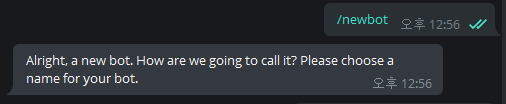 /newbot 오후 12:56
Alright, a new bot. How are we going to call it? Please choose a
name for your bot.
오후 12:56